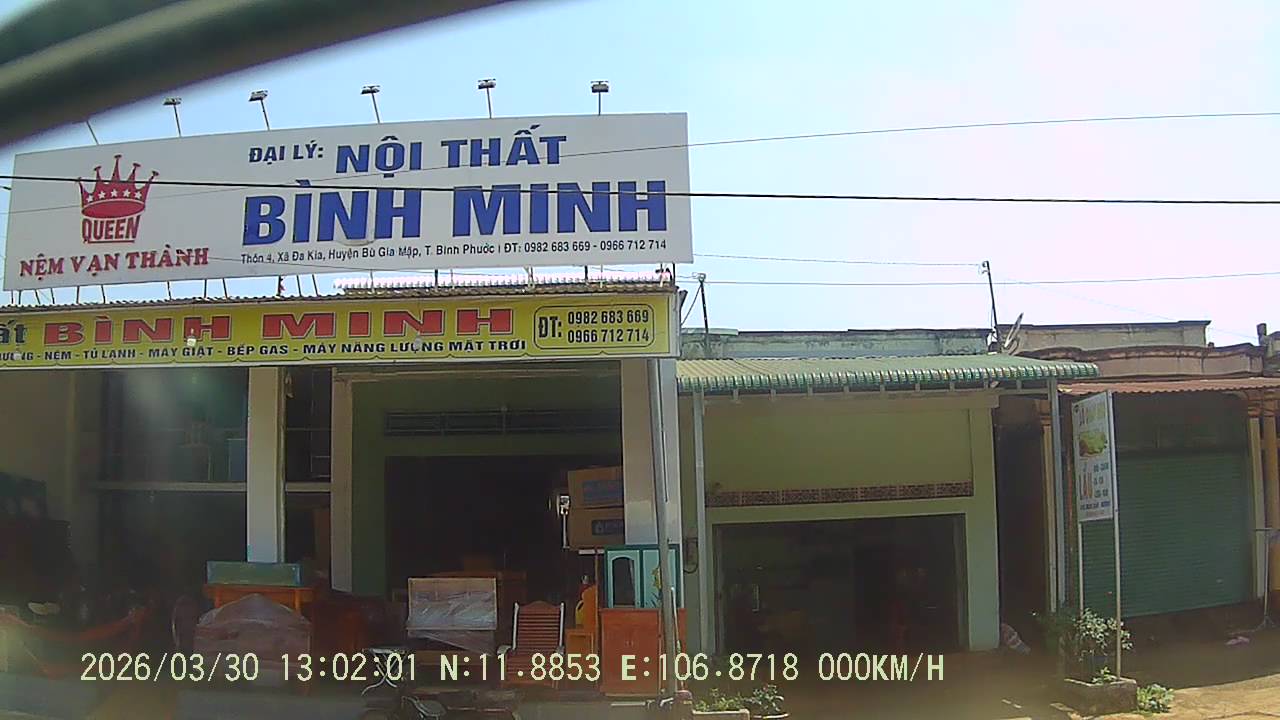 ĐẠI LÝ: NỘI THẤT
BÌNH MINH
QUEEN
NỆM VẠN THÀNH
Thôn 4, Xã Đa Kia, Huyện Bù Gia Mập, T. Bình Phước | ĐT: 0982 683 669 - 0966 712 714
ất BÌNH MINH
ĐT: 0982 683 669
0966 712 714
- NỆM - TỦ LẠNH - MÁY GIẶT - BẾP GAS - MÁY NĂNG LƯỢNG MẶT TRỜI
LẨU
2026/03/30 13:02:01 N:11.8853 E:106.8718 000KM/H